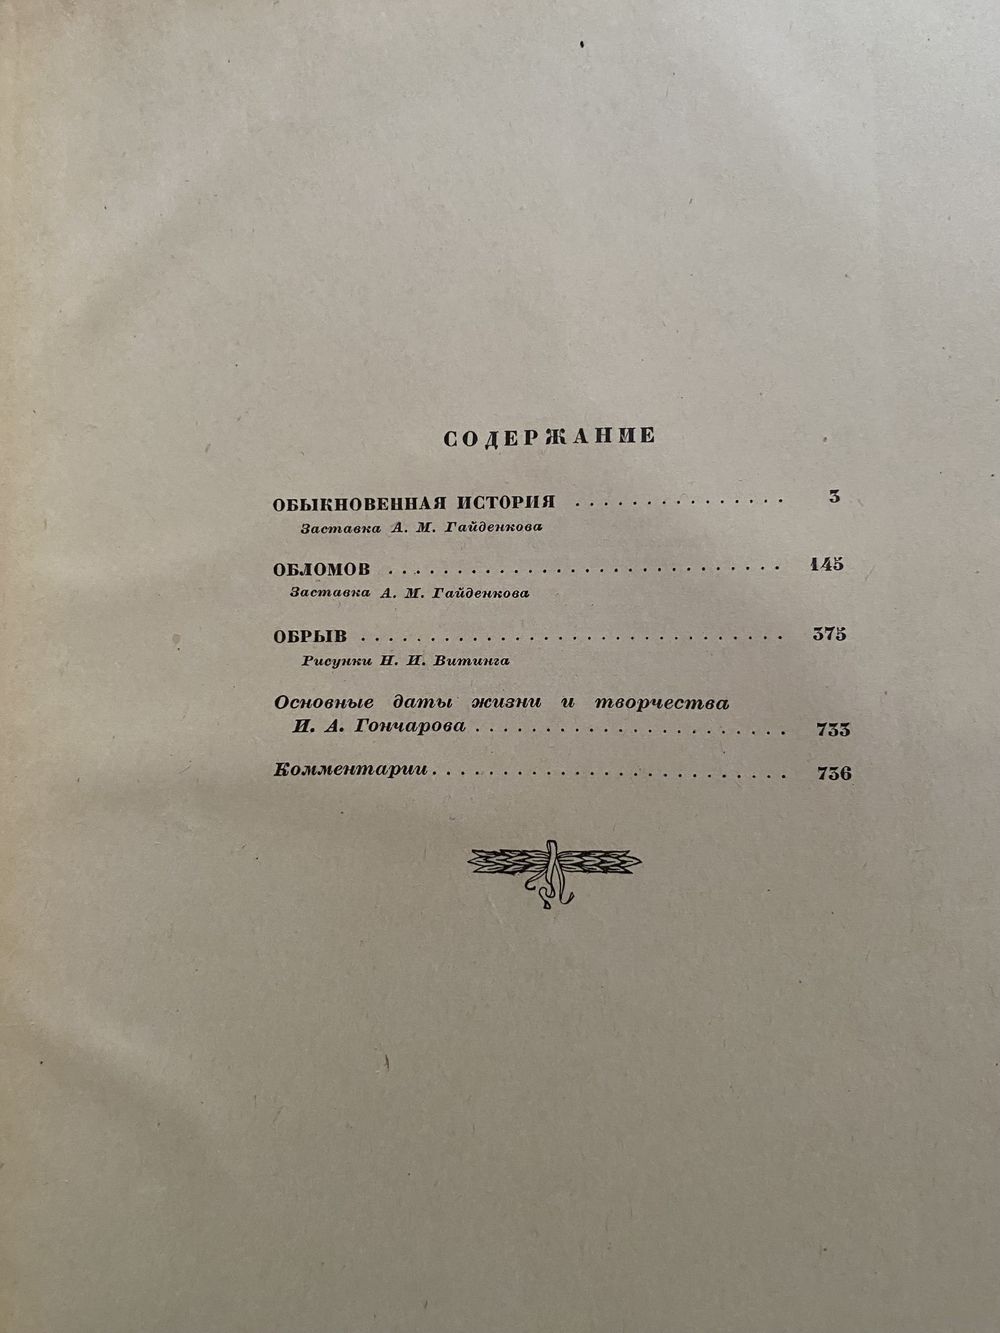 СОДЕРЖАНИЕ
ОБЫКНОВЕННАЯ ИСТОРИЯ . . . . . . . . . . . . . . . 3
Заставка А. М. Гайденкова
ОБЛОМОВ . . . . . . . . . . . . . . . . . . . . . . . . . . . . . 145
Заставка А. М. Гайденкова
ОБРЫВ . . . . . . . . . . . . . . . . . . . . . . . . . . . . . . . 375
Рисунки Н. И. Витинга
Основные даты жизни и творчества
И. А. Гончарова . . . . . . . . . . . . . . . . . . . . . . . 733
Комментарии . . . . . . . . . . . . . . . . . . . . . . . . . . 736